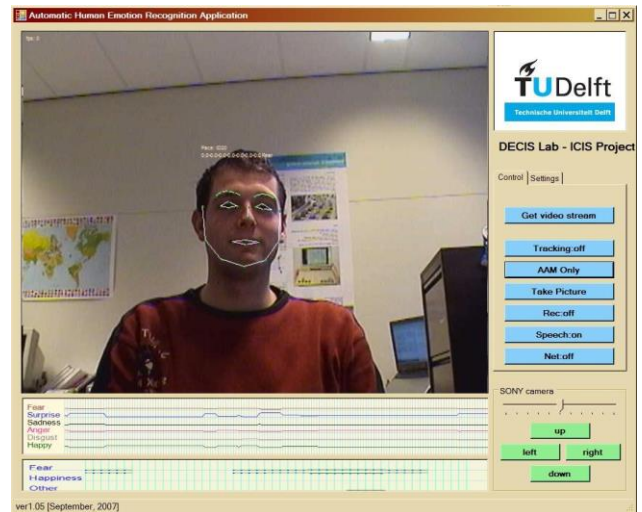 Automatic Human Emotion Recognition Application
TUDelft
Technische Universiteit Delft
DECIS Lab - ICIS Project
Control
Settings
Get video stream
Tracking:off
AAM Only
Take Picture
Rec:off
Speech:on
Net:off
SONY camera
up
left
right
down
Fear
Surprise
Sadness
Anger
Disgust
Happy
Fear
Happiness
Other
ver1.05 [September, 2007]